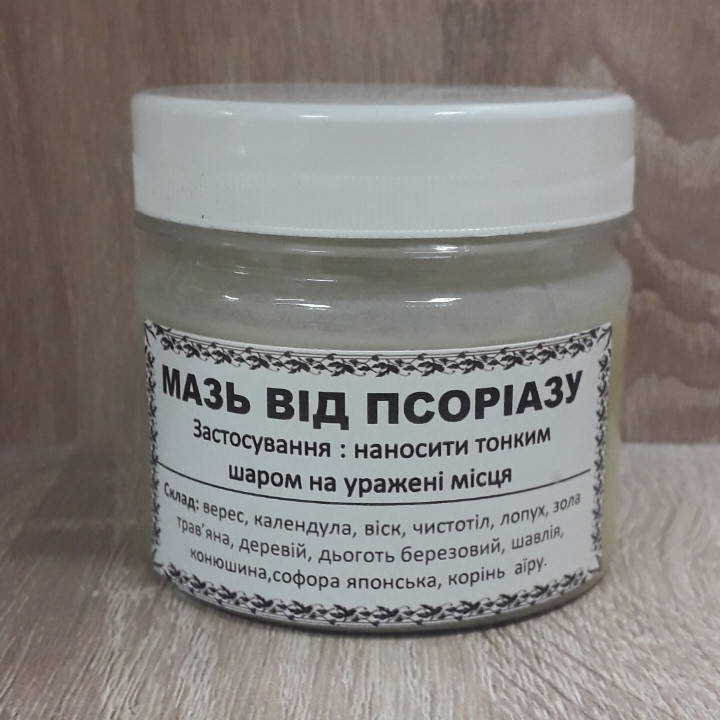 МАЗЬ ВІД ПСОРІАЗУ
Застосування : наносити тонким
шаром на уражені місця
Склад: верес, календула, віск, чистотіл, лопух, зола
трав'яна, деревій, дьоготь березовий, шавлія,
конюшина,софора японська, корінь аїру.